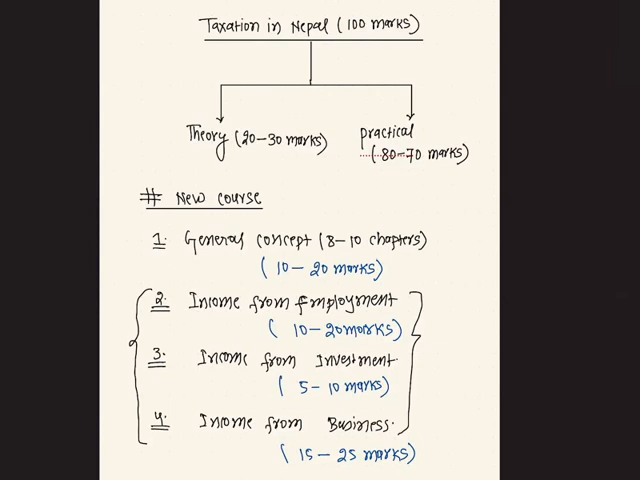 Taxation in Nepal (100 marks)
Theory (20-30 marks)
practical
(80-70 marks)
# New course
1. General concept (8-10 chapters)
(10-20 marks)
2. Income from Employment
(10-20 marks)
3. Income from Investment.
(5-10 marks)
4. Income from Business.
(15-25 marks)